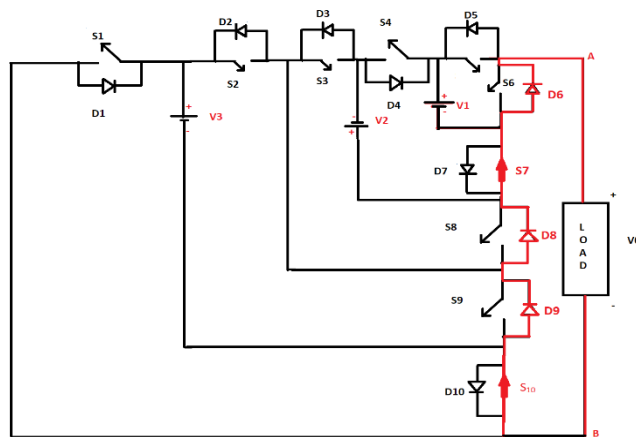 S1
D1
D2
S2
D3
S3
S4
D4
D5
A
S6
D6
+
V3
-
-
V2
+
+
V1
-
D7
S7
S8
D8
S9
D9
D10
S10
B
LOAD
+
V
-